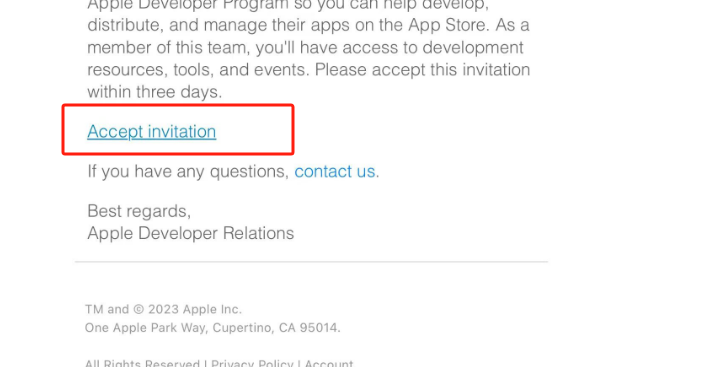 Apple Developer Program so you can help develop,
distribute, and manage their apps on the App Store. As a
member of this team, you'll have access to development
resources, tools, and events. Please accept this invitation
within three days.
Accept invitation
If you have any questions, contact us.
Best regards,
Apple Developer Relations
TM and © 2023 Apple Inc.
One Apple Park Way, Cupertino, CA 95014.
All Rights Reserved | Privacy Policy | Account